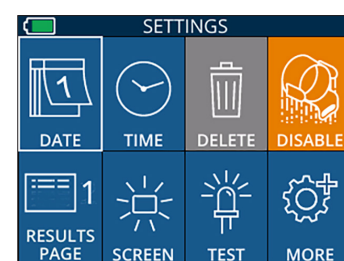 SETTINGS
1
DATE
TIME
DELETE
DISABLE
1
RESULTS
PAGE
SCREEN
TEST
MORE